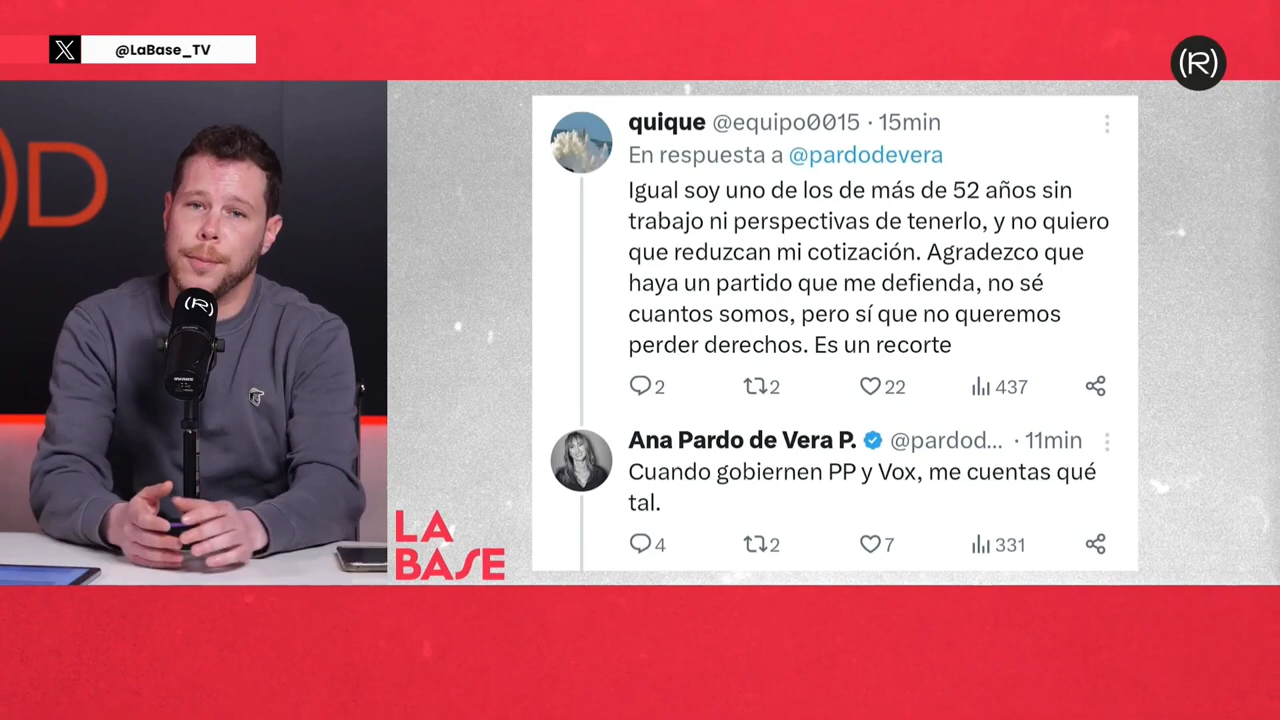 @LaBase_TV
(R)
D
quique @equipo0015 · 15min
En respuesta a @pardodevera
Igual soy uno de los de más de 52 años sin
trabajo ni perspectivas de tenerlo, y no quiero
que reduzcan mi cotización. Agradezco que
haya un partido que me defienda, no sé
cuantos somos, pero sí que no queremos
perder derechos. Es un recorte
2 2 22 437
Ana Pardo de Vera P. @pardod... · 11min
Cuando gobiernen PP y Vox, me cuentas qué
tal.
4 2 7 331
(R)
SHURE
LA
BASE